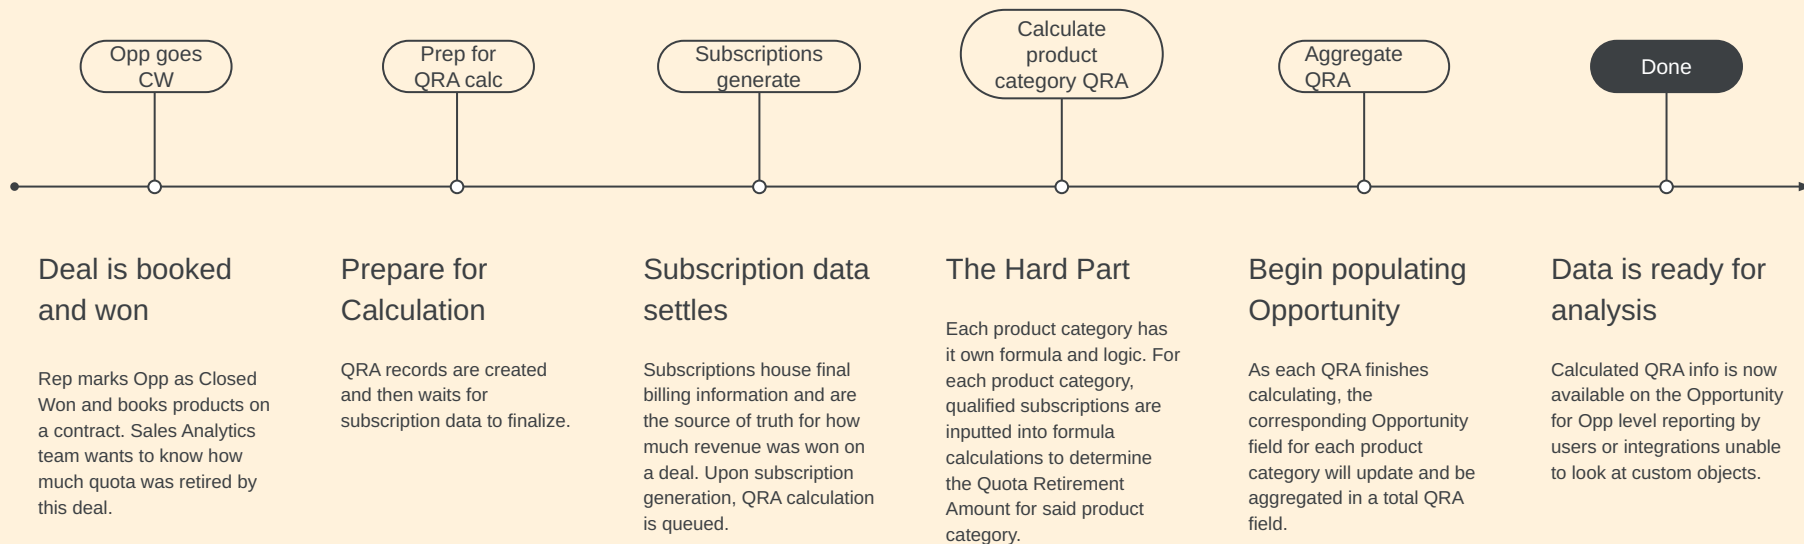 Opp goes
CW
Prep for
QRA calc
Subscriptions
generate
Calculate
product
category QRA
Aggregate
QRA
Done
Deal is booked
and won
Rep marks Opp as Closed
Won and books products on
a contract. Sales Analytics
team wants to know how
much quota was retired by
this deal.
Prepare for
Calculation
QRA records are created
and then waits for
subscription data to finalize.
Subscription data
settles
Subscriptions house final
billing information and are
the source of truth for how
much revenue was won on
a deal. Upon subscription
generation, QRA calculation
is queued.
The Hard Part
Each product category has
it own formula and logic. For
each product category,
qualified subscriptions are
inputted into formula
calculations to determine
the Quota Retirement
Amount for said product
category.
Begin populating
Opportunity
As each QRA finishes
calculating, the
corresponding Opportunity
field for each product
category will update and be
aggregated in a total QRA
field.
Data is ready for
analysis
Calculated QRA info is now
available on the Opportunity
for Opp level reporting by
users or integrations unable
to look at custom objects.